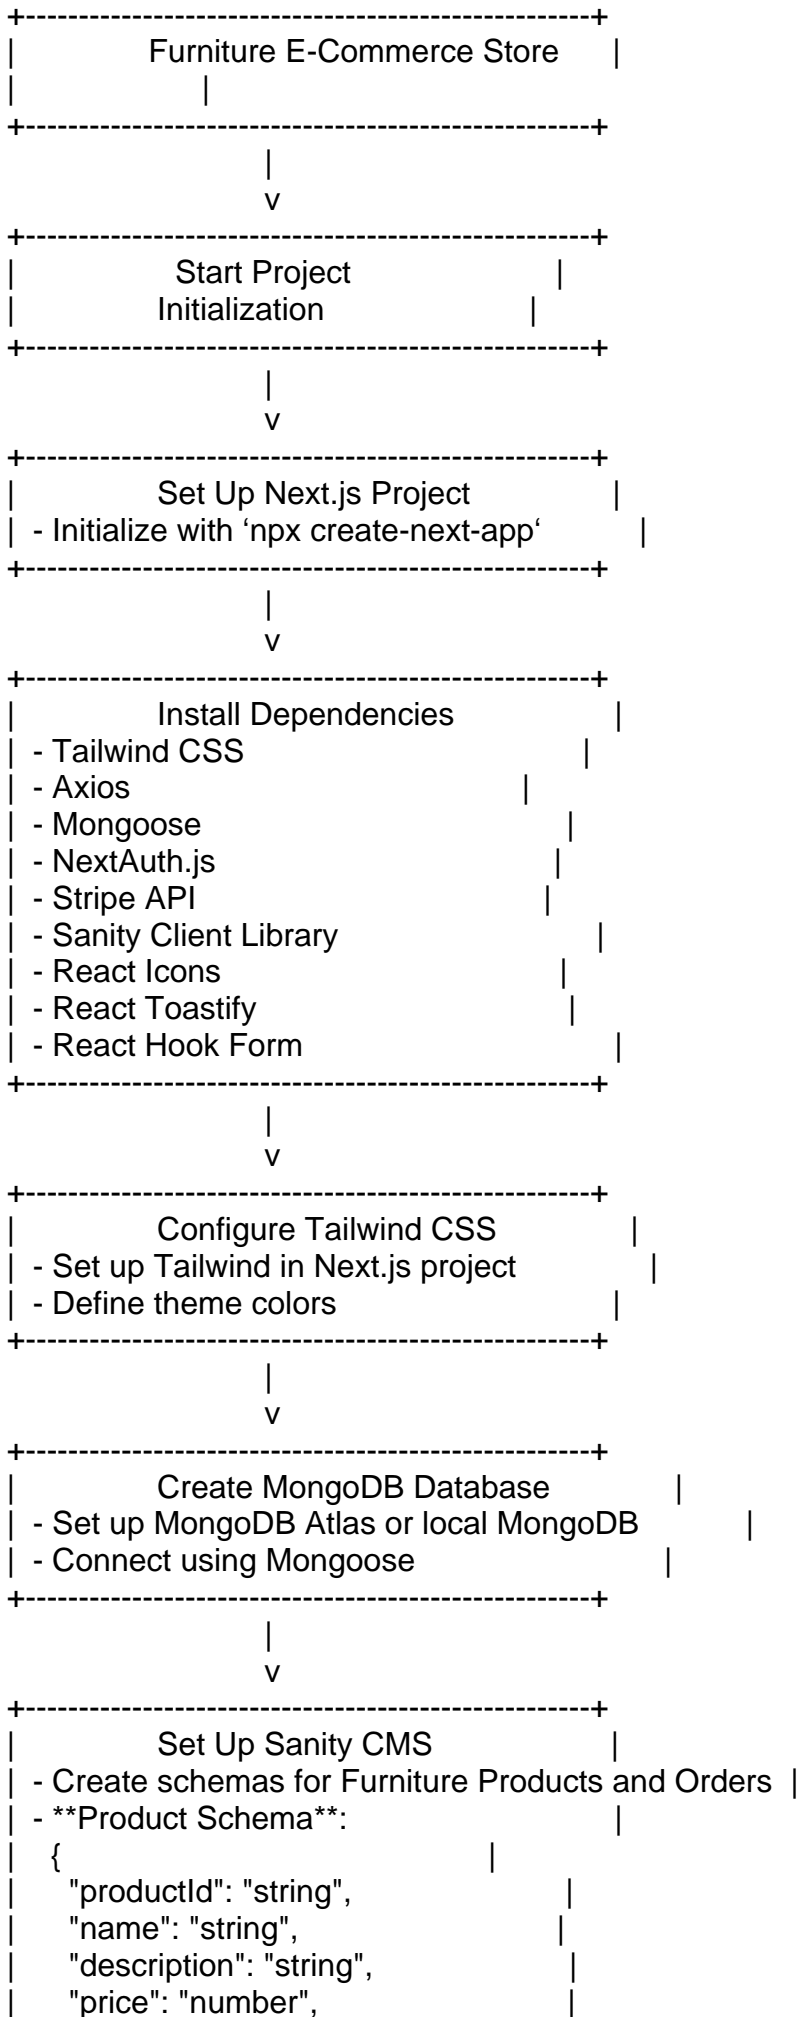 +-----------------------------------------------------+
| Furniture E-Commerce Store |
| |
+-----------------------------------------------------+
|
v
+-----------------------------------------------------+
| Start Project |
| Initialization |
+-----------------------------------------------------+
|
v
+-----------------------------------------------------+
| Set Up Next.js Project |
| - Initialize with ‘npx create-next-app‘ |
+-----------------------------------------------------+
|
v
+-----------------------------------------------------+
| Install Dependencies |
| - Tailwind CSS |
| - Axios |
| - Mongoose |
| - NextAuth.js |
| - Stripe API |
| - Sanity Client Library |
| - React Icons |
| - React Toastify |
| - React Hook Form |
+-----------------------------------------------------+
|
v
+-----------------------------------------------------+
| Configure Tailwind CSS |
| - Set up Tailwind in Next.js project |
| - Define theme colors |
+-----------------------------------------------------+
|
v
+-----------------------------------------------------+
| Create MongoDB Database |
| - Set up MongoDB Atlas or local MongoDB |
| - Connect using Mongoose |
+-----------------------------------------------------+
|
v
+-----------------------------------------------------+
| Set Up Sanity CMS |
| - Create schemas for Furniture Products and Orders |
| - **Product Schema**: |
| { |
| "productId": "string", |
| "name": "string", |
| "description": "string", |
| "price": "number", |